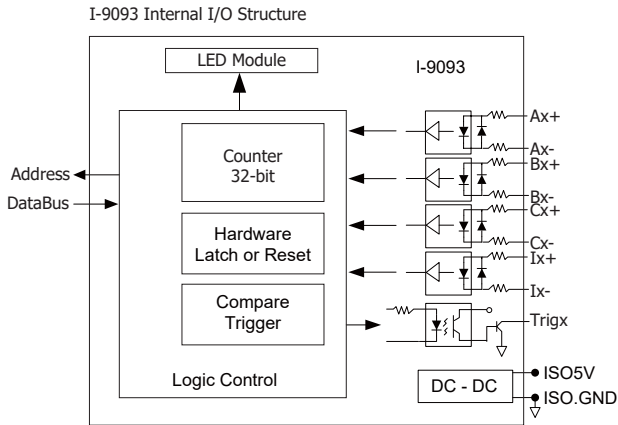 I-9093 Internal I/O Structure
LED Module
I-9093
Counter
32-bit
Hardware
Latch or Reset
Compare
Trigger
Logic Control
Address
DataBus
Ax+
Ax-
Bx+
Bx-
Cx+
Cx-
Ix+
Ix-
Trigx
DC - DC
ISO5V
ISO.GND